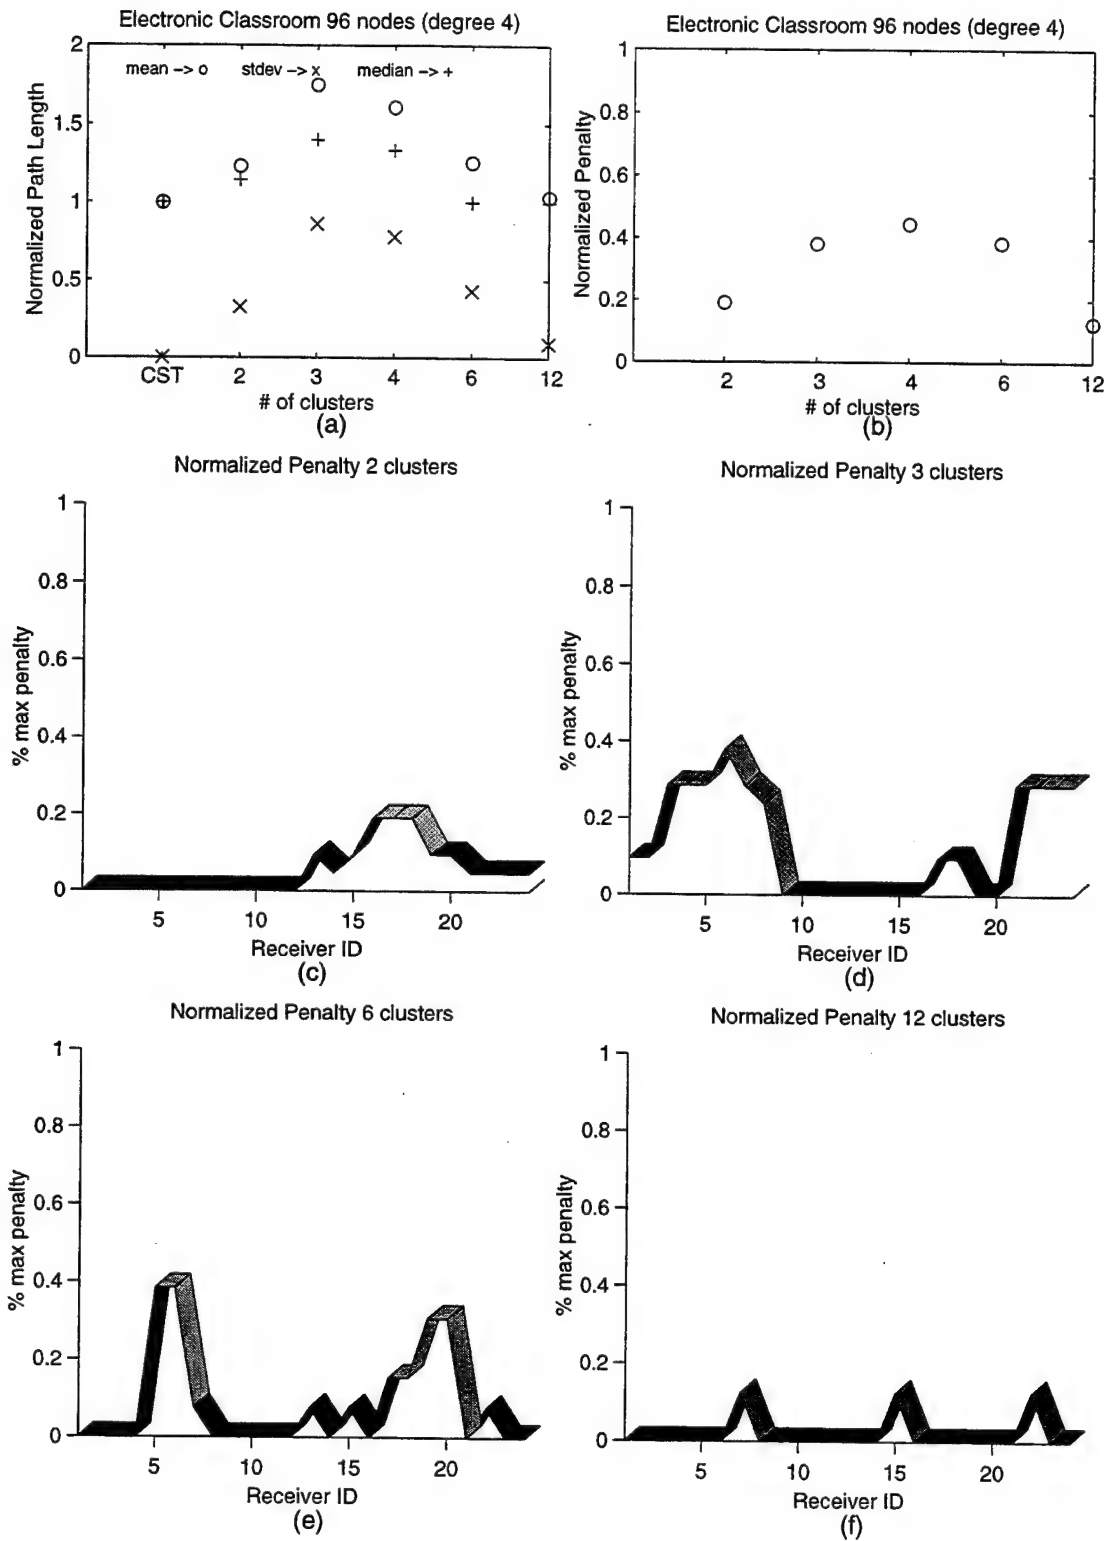 Electronic Classroom 96 nodes (degree 4)
mean -> o stdev -> x median -> +
Normalized Path Length
2
1.5
1
0.5
0
CST 2 3 4 6 12
# of clusters
(a)
Electronic Classroom 96 nodes (degree 4)
Normalized Penalty
1
0.8
0.6
0.4
0.2
0
2 3 4 6 12
# of clusters
(b)
Normalized Penalty 2 clusters
% max penalty
1
0.8
0.6
0.4
0.2
0
5 10 15 20
Receiver ID
(c)
Normalized Penalty 3 clusters
% max penalty
1
0.8
0.6
0.4
0.2
0
5 10 15 20
Receiver ID
(d)
Normalized Penalty 6 clusters
% max penalty
1
0.8
0.6
0.4
0.2
0
5 10 15 20
Receiver ID
(e)
Normalized Penalty 12 clusters
% max penalty
1
0.8
0.6
0.4
0.2
0
5 10 15 20
Receiver ID
(f)